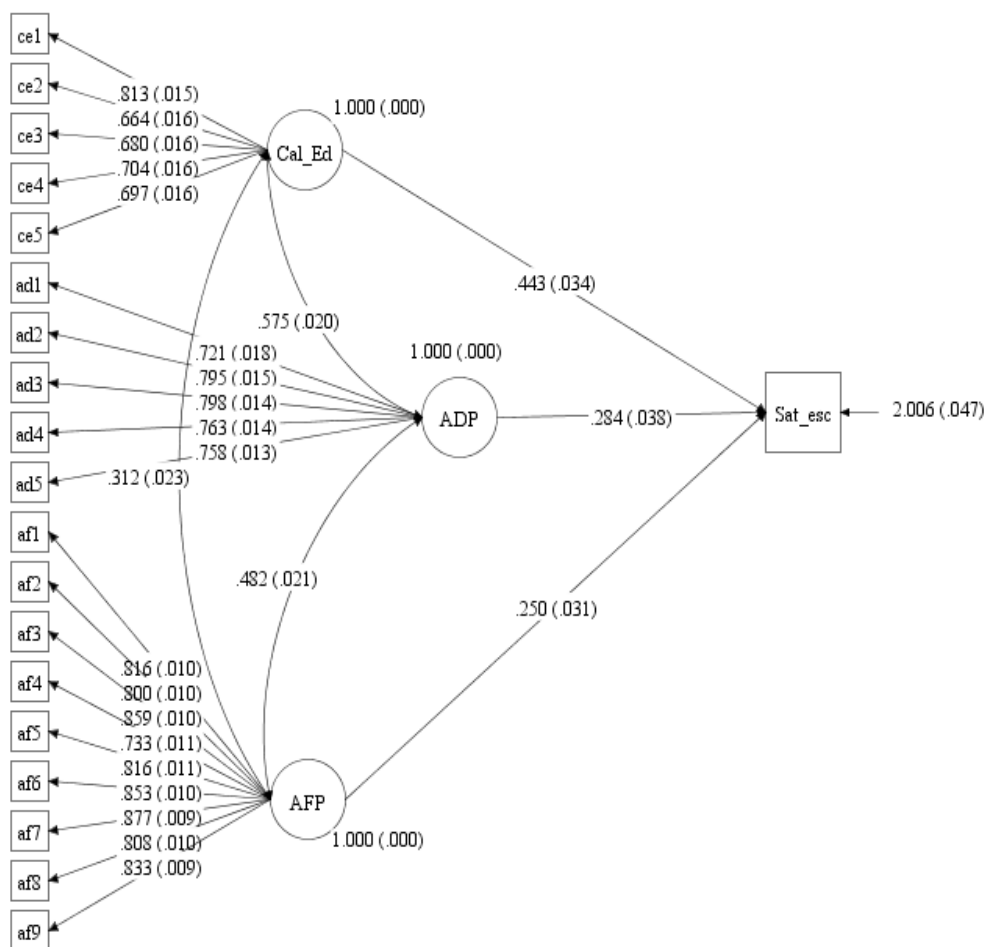 ce1
ce2
ce3
ce4
ce5
ad1
ad2
ad3
ad4
ad5
af1
af2
af3
af4
af5
af6
af7
af8
af9
.813 (.015)
.664 (.016)
.680 (.016)
.704 (.016)
.697 (.016)
1.000 (.000)
Cal_Ed
.443 (.034)
.575 (.020)
.721 (.018)
.795 (.015)
.798 (.014)
.763 (.014)
.758 (.013)
1.000 (.000)
ADP
.284 (.038)
Sat_esc
2.006 (.047)
.312 (.023)
.482 (.021)
.250 (.031)
.816 (.010)
.800 (.010)
.859 (.010)
.733 (.011)
.816 (.011)
.853 (.010)
.877 (.009)
.808 (.010)
.833 (.009)
AFP
1.000 (.000)